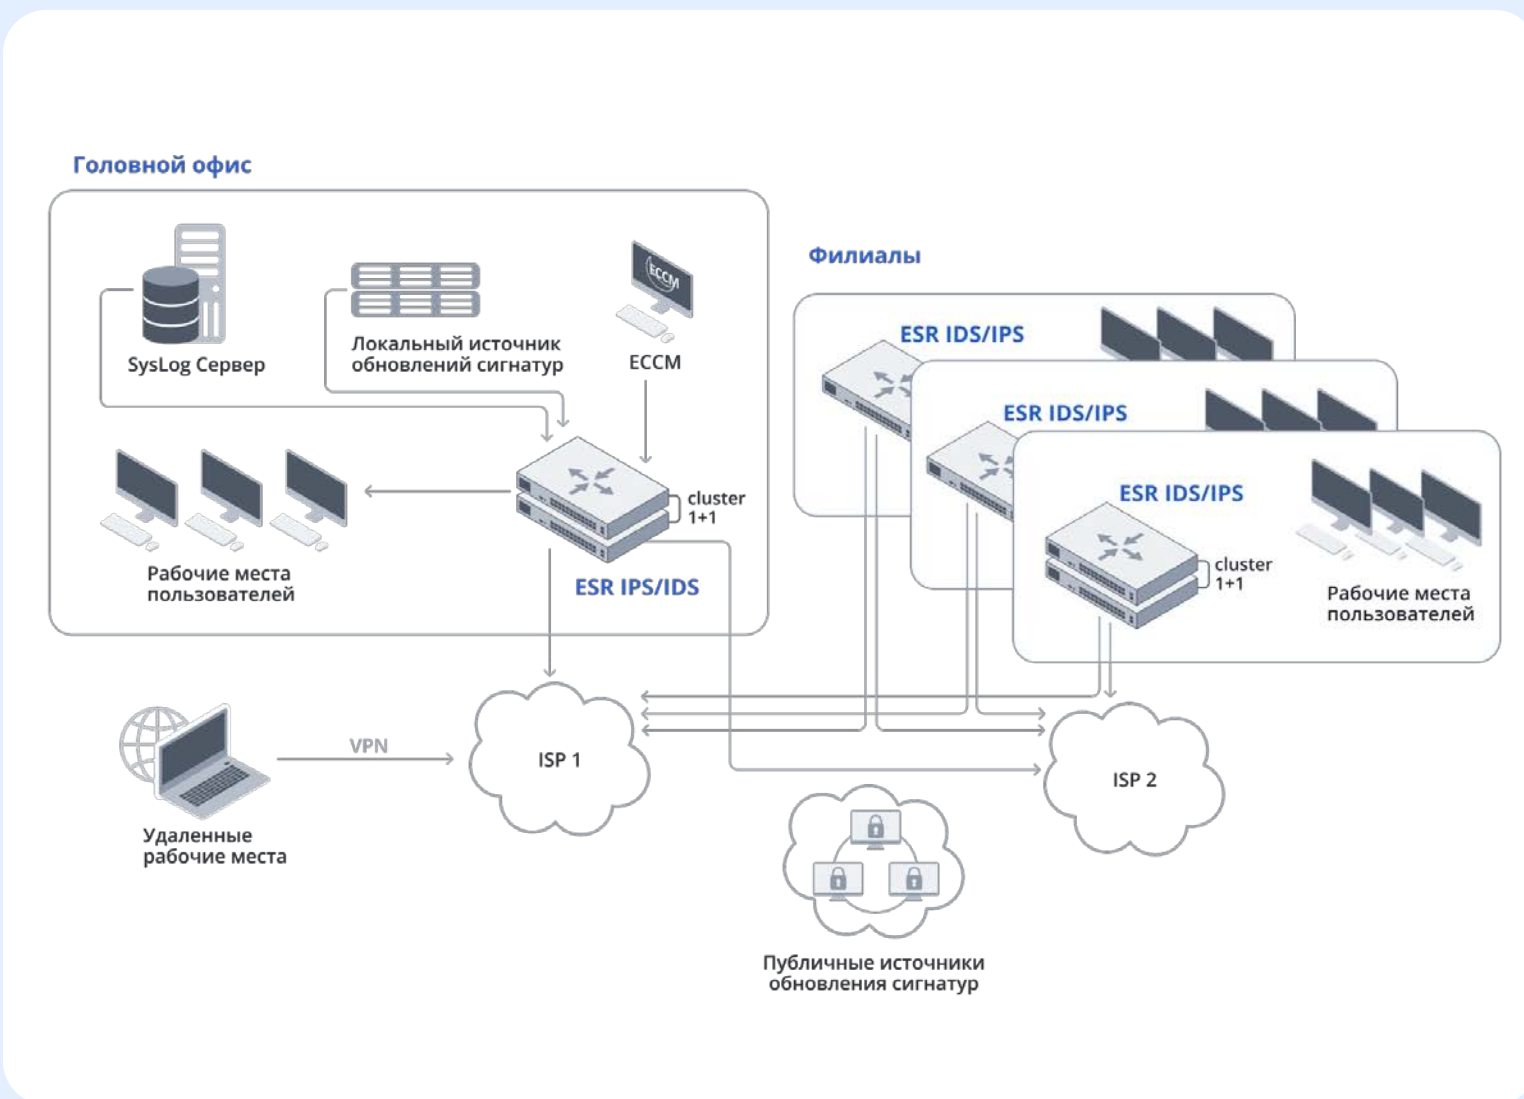 Головной офис
SysLog Сервер
Локальный источник
обновлений сигнатур
ECCM
ECCM
cluster
1+1
ESR IPS/IDS
Рабочие места
пользователей
Филиалы
ESR IDS/IPS
ESR IDS/IPS
ESR IDS/IPS
cluster
1+1
Рабочие места
пользователей
VPN
ISP 1
ISP 2
Удаленные
рабочие места
Публичные источники
обновления сигнатур